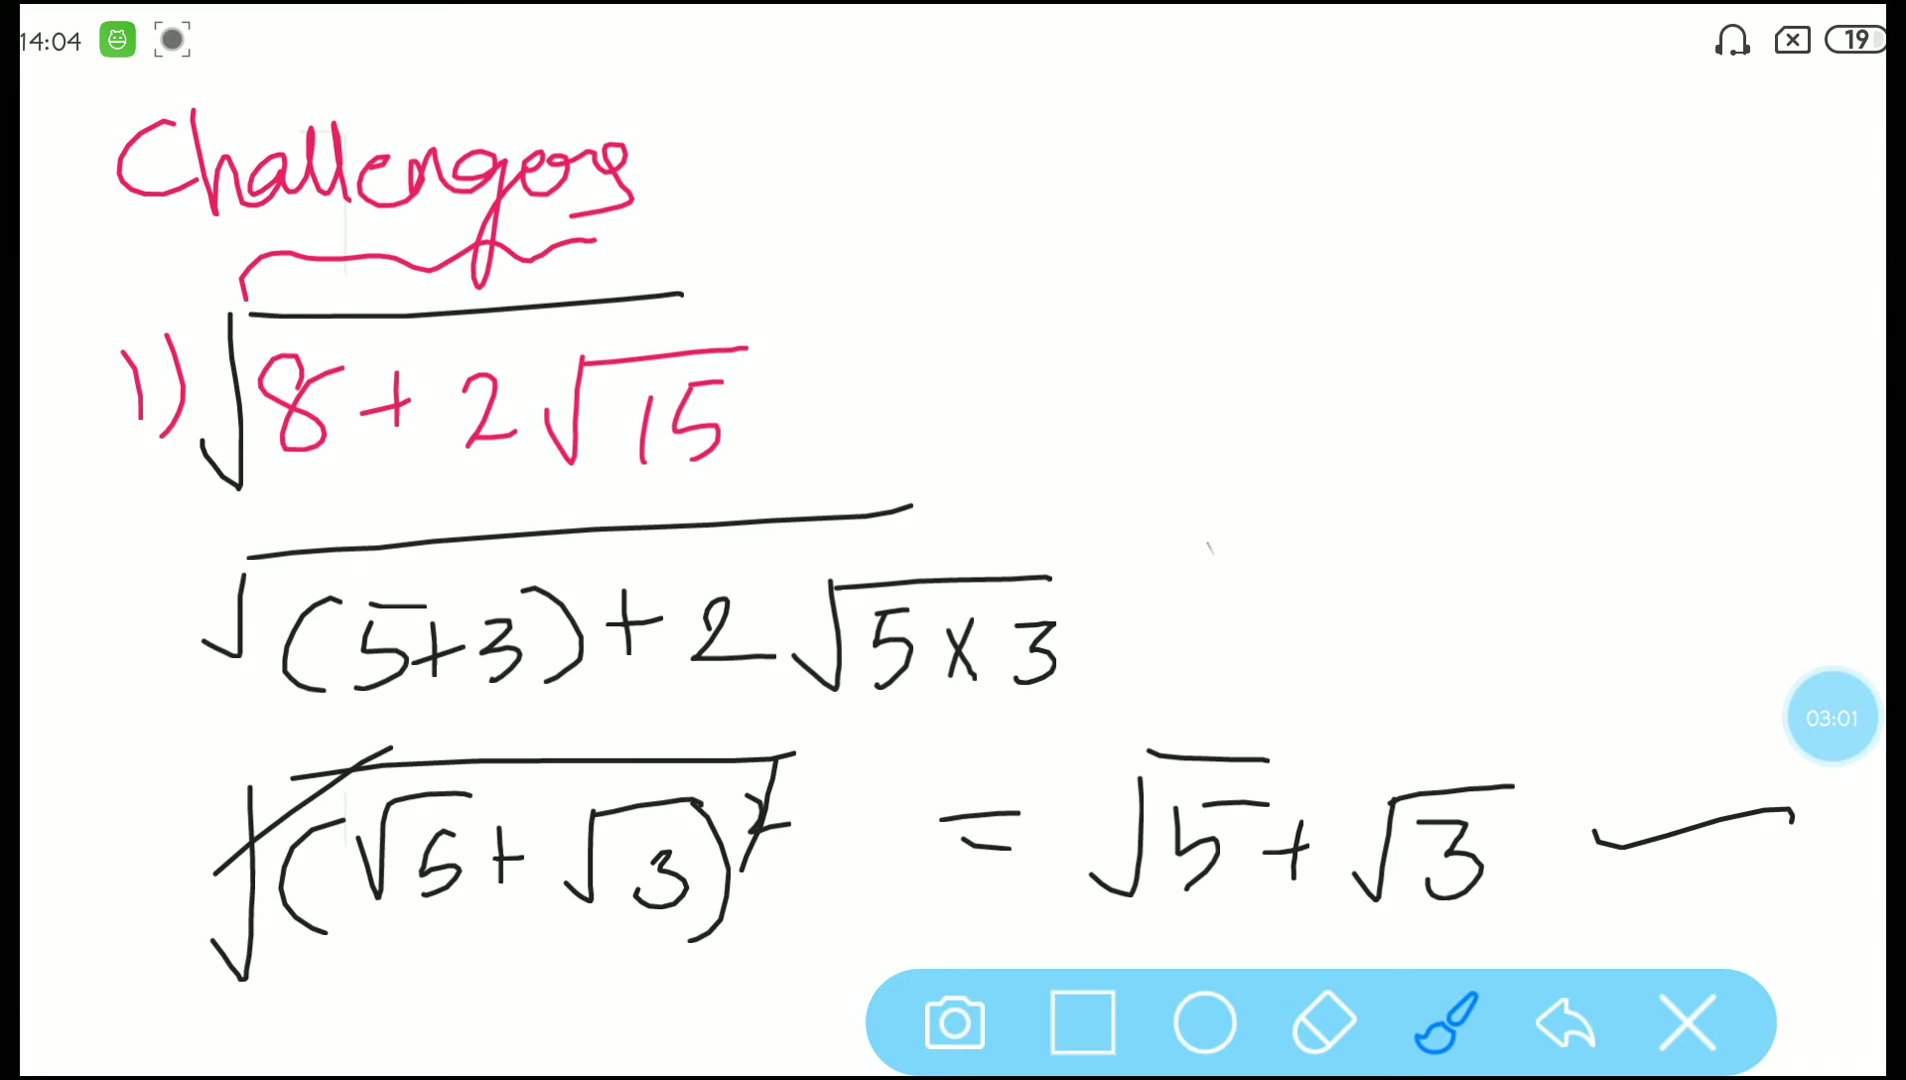 14:04 19
Challengers
1) √8+2√15
√(5+3)+2√5×3
√(√5+√3)² = √5+√3
03:01